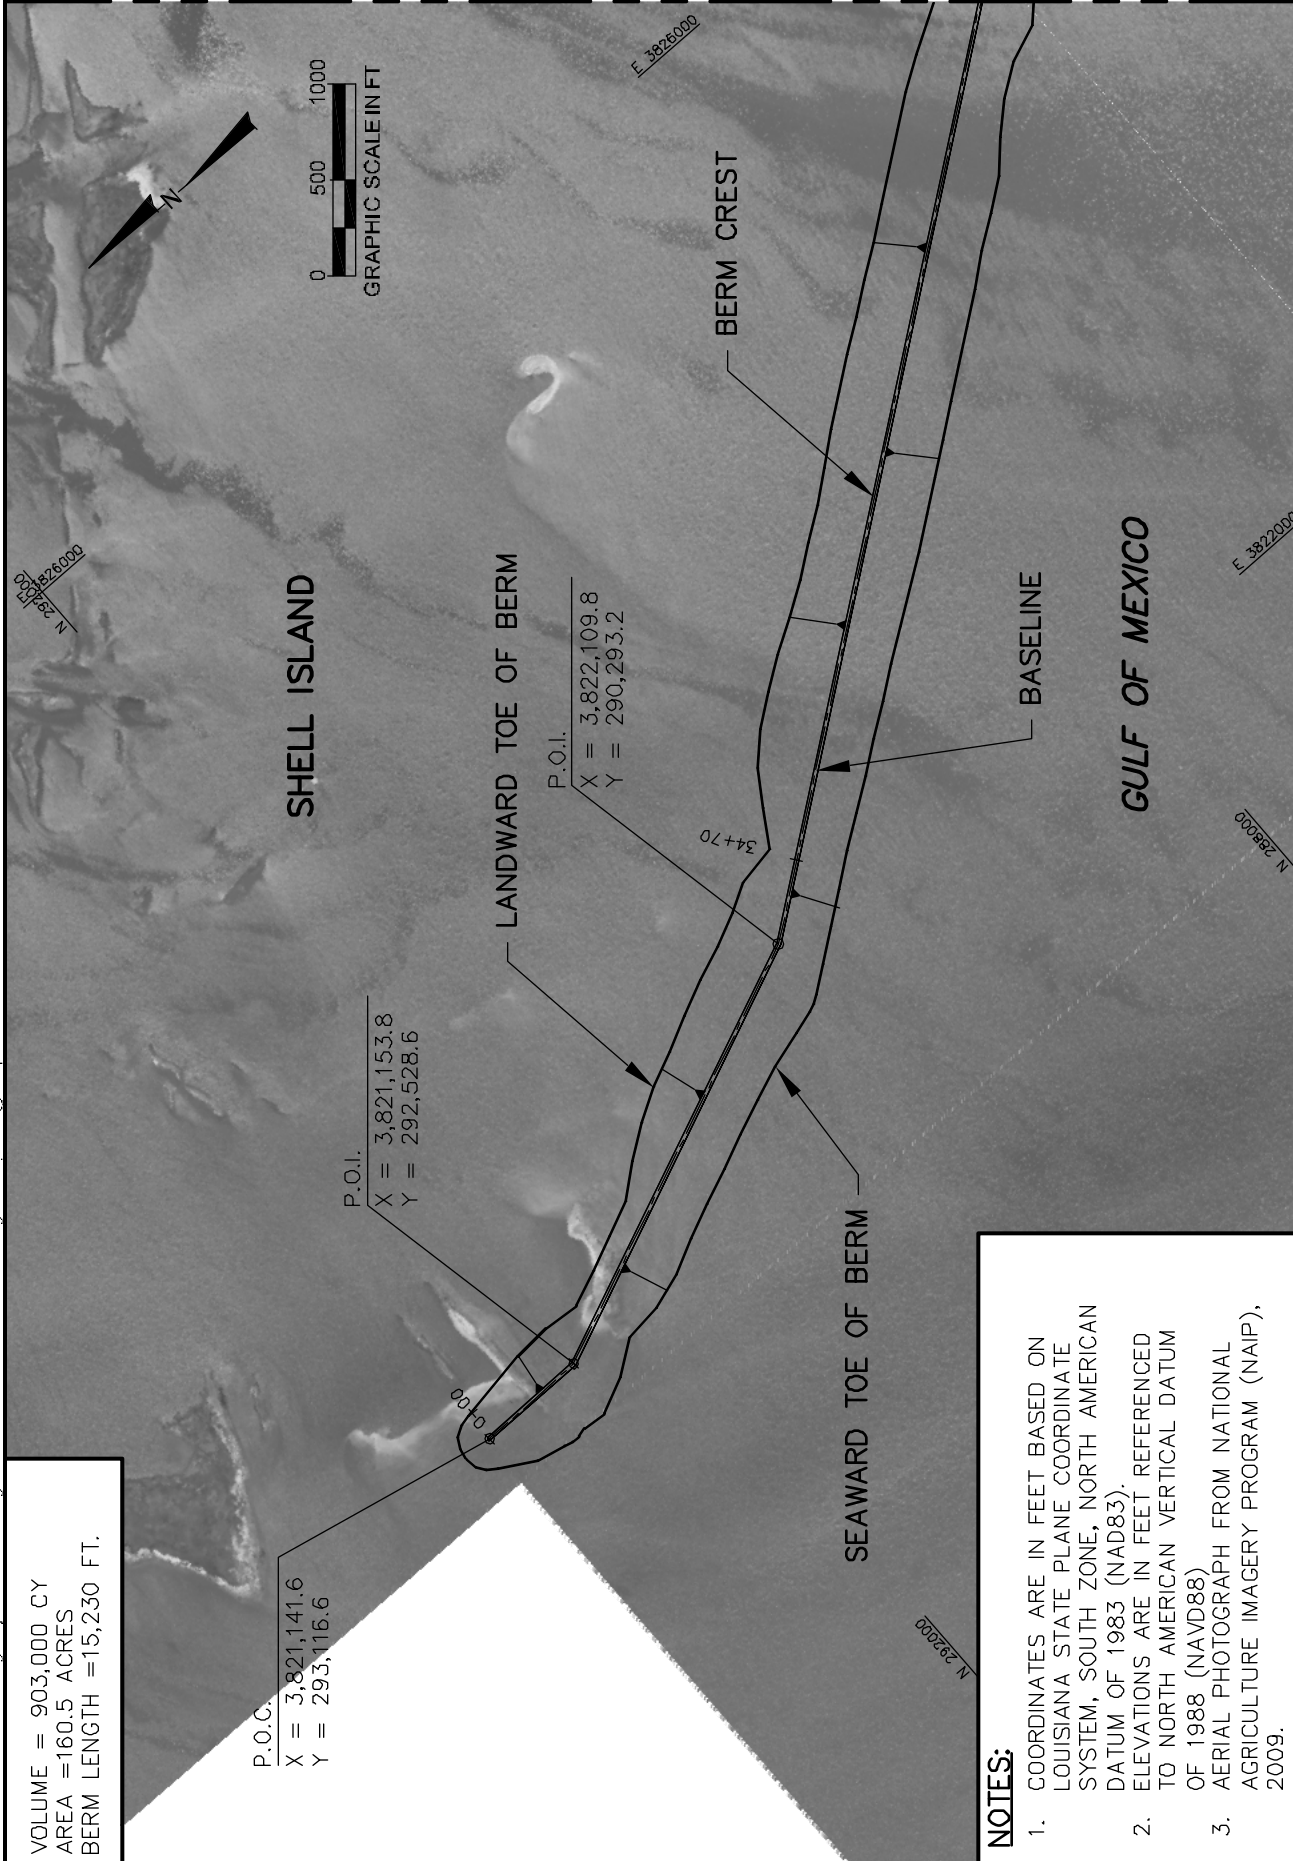 VOLUME = 903,000 CY
AREA =160.5 ACRES
BERM LENGTH =15,230 FT.
P.O.C.
X = 3,821,141.6
Y = 293,116.6
P.O.I.
X = 3,821,153.8
Y = 292,528.6
P.O.I.
X = 3,822,109.8
Y = 290,293.2
0+00
34+70
SHELL ISLAND
LANDWARD TOE OF BERM
SEAWARD TOE OF BERM
BASELINE
BERM CREST
GULF OF MEXICO
N
0 500 1000
GRAPHIC SCALE IN FT
E 3826000
E 3826000
E 3822000
N 288000
N 292000
NOTES:
1. COORDINATES ARE IN FEET BASED ON
LOUISIANA STATE PLANE COORDINATE
SYSTEM, SOUTH ZONE, NORTH AMERICAN
DATUM OF 1983 (NAD83).
2. ELEVATIONS ARE IN FEET REFERENCED
TO NORTH AMERICAN VERTICAL DATUM
OF 1988 (NAVD88)
3. AERIAL PHOTOGRAPH FROM NATIONAL
AGRICULTURE IMAGERY PROGRAM (NAIP),
2009.